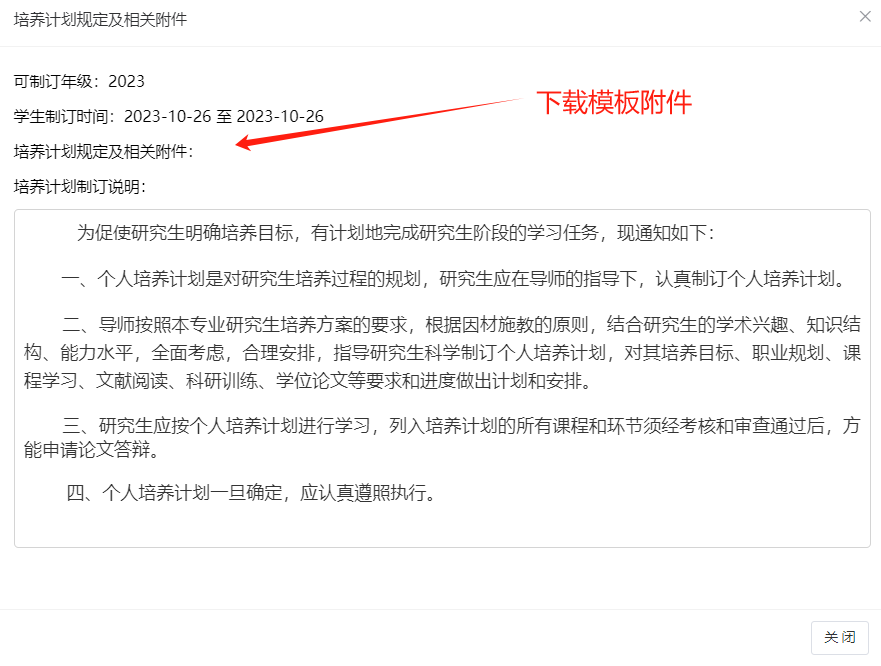 培养计划规定及相关附件
可制订年级：2023
下载模板附件
学生制订时间：2023-10-26 至 2023-10-26
培养计划规定及相关附件：
培养计划制订说明：
为促使研究生明确培养目标，有计划地完成研究生阶段的学习任务，现通知如下：
一、个人培养计划是对研究生培养过程的规划，研究生应在导师的指导下，认真制订个人培养计划。
二、导师按照本专业研究生培养方案的要求，根据因材施教的原则，结合研究生的学术兴趣、知识结
构、能力水平，全面考虑，合理安排，指导研究生科学制订个人培养计划，对其培养目标、职业规划、课
程学习、文献阅读、科研训练、学位论文等要求和进度做出计划和安排。
三、研究生应按个人培养计划进行学习，列入培养计划的所有课程和环节须经考核和审查通过后，方
能申请论文答辩。
四、个人培养计划一旦确定，应认真遵照执行。
关 闭